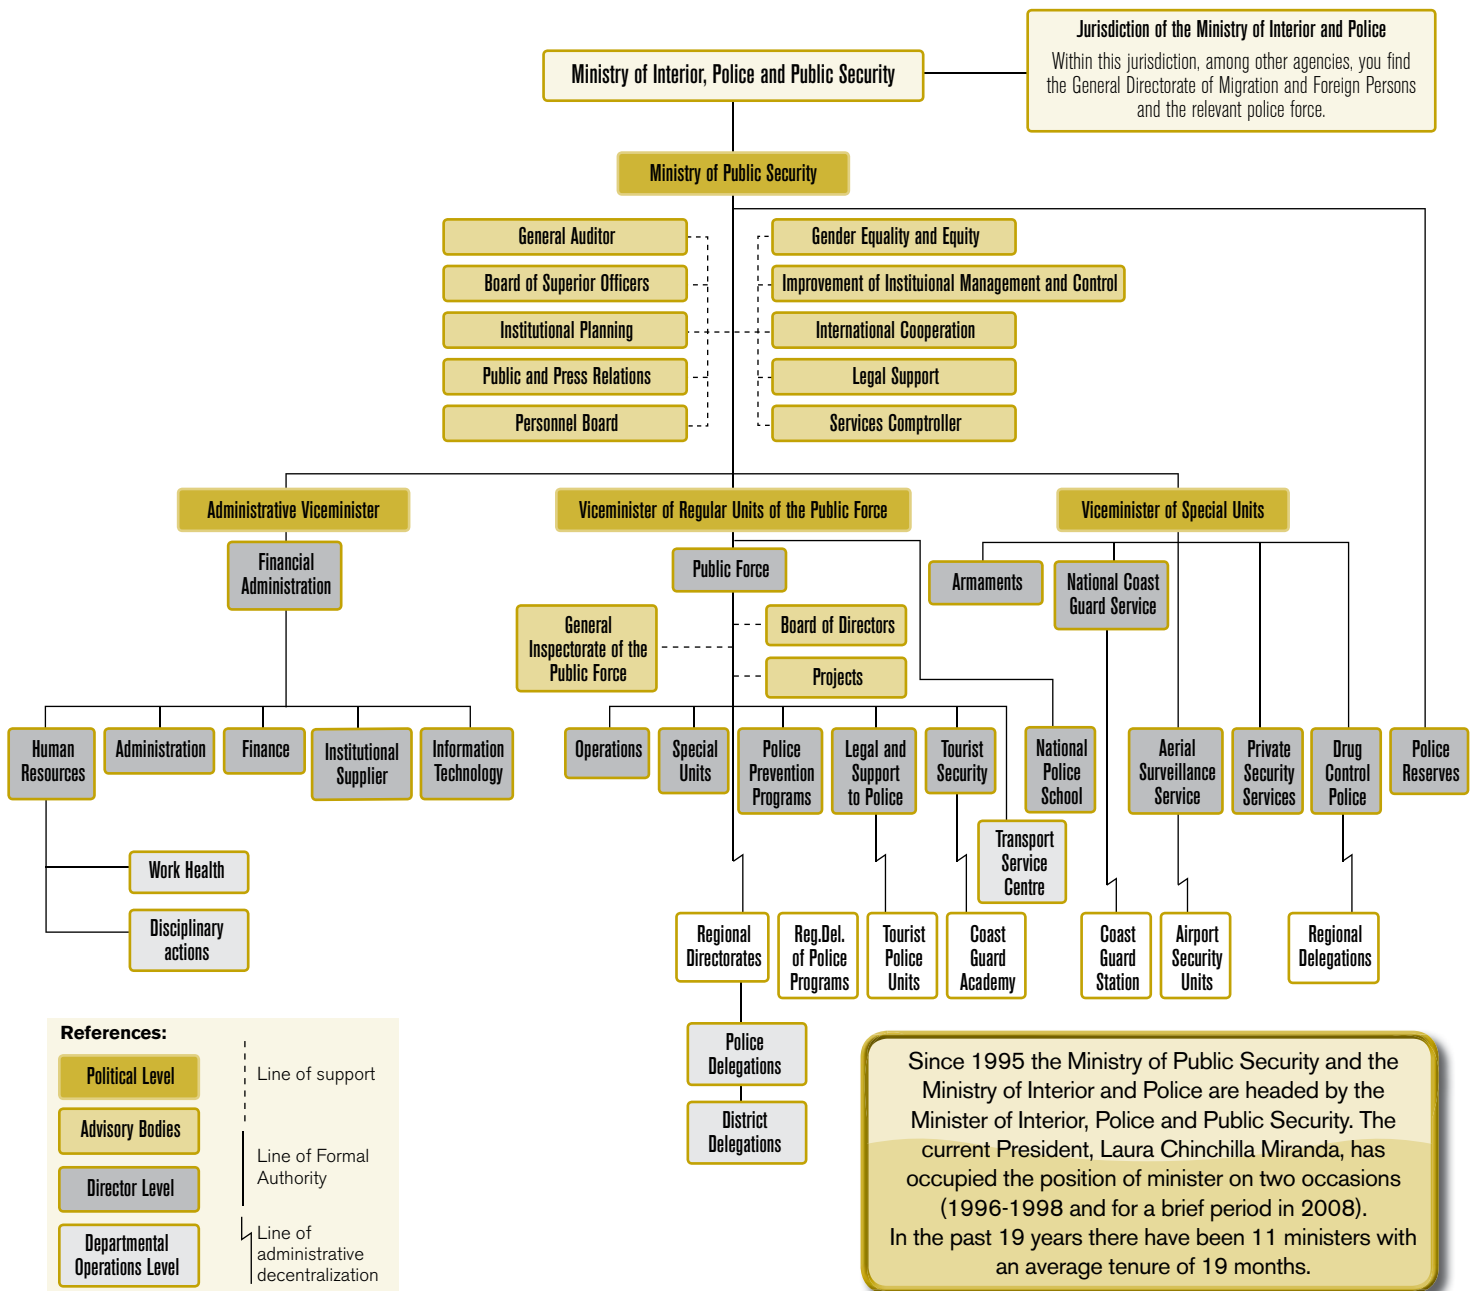 Jurisdiction of the Ministry of Interior and Police
Within this jurisdiction, among other agencies, you find
the General Directorate of Migration and Foreign Persons
and the relevant police force.
Ministry of Interior, Police and Public Security
Ministry of Public Security
General Auditor
Gender Equality and Equity
Board of Superior Officers
Improvement of Instituional Management and Control
Institutional Planning
International Cooperation
Public and Press Relations
Legal Support
Personnel Board
Services Comptroller
Administrative Viceminister
Viceminister of Regular Units of the Public Force
Viceminister of Special Units
Financial
Administration
Public Force
Armaments
National Coast
Guard Service
General
Inspectorate of the
Public Force
Board of Directors
Projects
Human
Resources
Administration
Finance
Institutional
Supplier
Information
Technology
Operations
Special
Units
Police
Prevention
Programs
Legal and
Support
to Police
Tourist
Security
National
Police
School
Aerial
Surveillance
Service
Private
Security
Services
Drug
Control
Police
Police
Reserves
Transport
Service
Centre
Work Health
Disciplinary
actions
Regional
Directorates
Reg.Del.
of Police
Programs
Tourist
Police
Units
Coast
Guard
Academy
Coast
Guard
Station
Airport
Security
Units
Regional
Delegations
Police
Delegations
District
Delegations
References:
Political Level
Advisory Bodies
Director Level
Departmental
Operations Level
Line of support
Line of Formal
Authority
Line of
administrative
decentralization
Since 1995 the Ministry of Public Security and the
Ministry of Interior and Police are headed by the
Minister of Interior, Police and Public Security. The
current President, Laura Chinchilla Miranda, has
occupied the position of minister on two occasions
(1996-1998 and for a brief period in 2008).
In the past 19 years there have been 11 ministers with
an average tenure of 19 months.